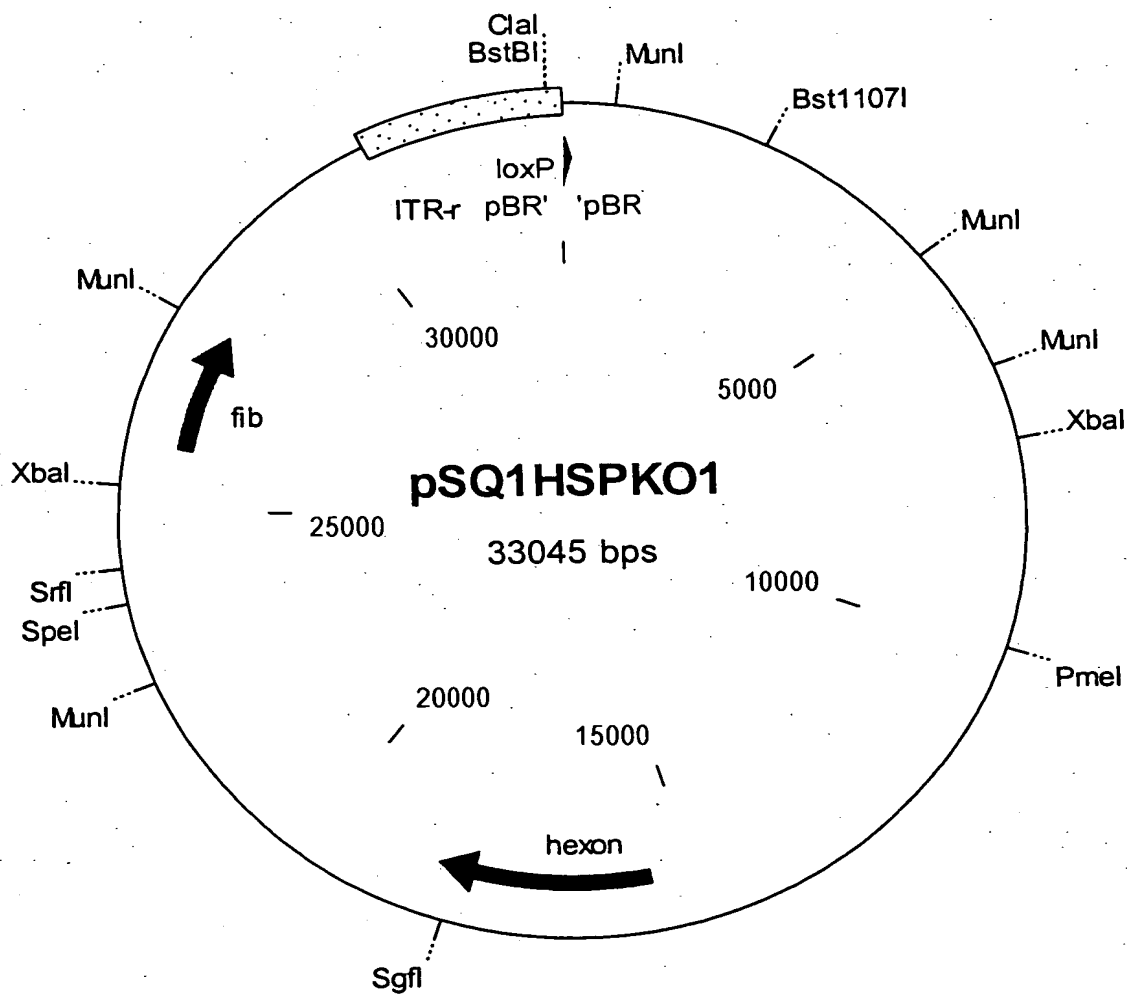 ClaI
BstBI
MunI
Bst1107I
loxP
ITR-r pBR' 'pBR
MunI
MunI
30000
MunI
5000
fib
XbaI
XbaI
pSQ1HSPKO1
25000
33045 bps
10000
SrfI
SpeI
PmeI
20000
MunI
15000
hexon
SgfI